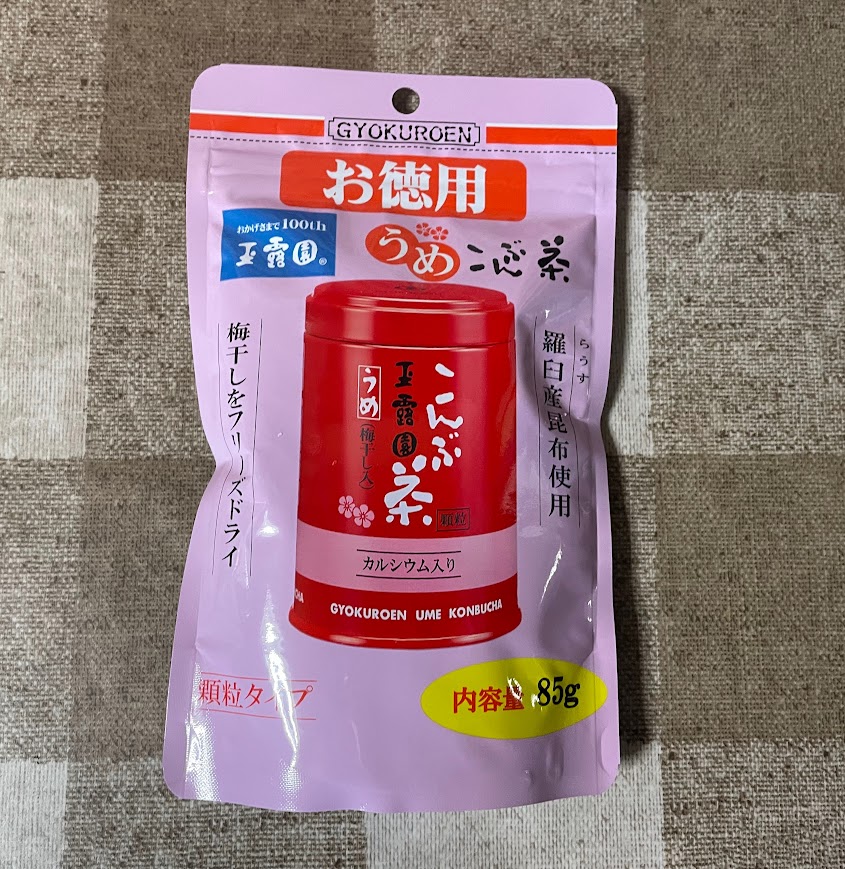 GYOKUROEN
お徳用
おかげさまで100th
玉露園®
うめ こんぶ茶
らうす
羅臼産昆布使用
梅干しをフリーズドライ
こんぶ茶
玉露園
うめ
(梅干し入)
顆粒
カルシウム入り
CHA
GYOKUROEN UME KONBUCHA
顆粒タイプ
内容量 85g